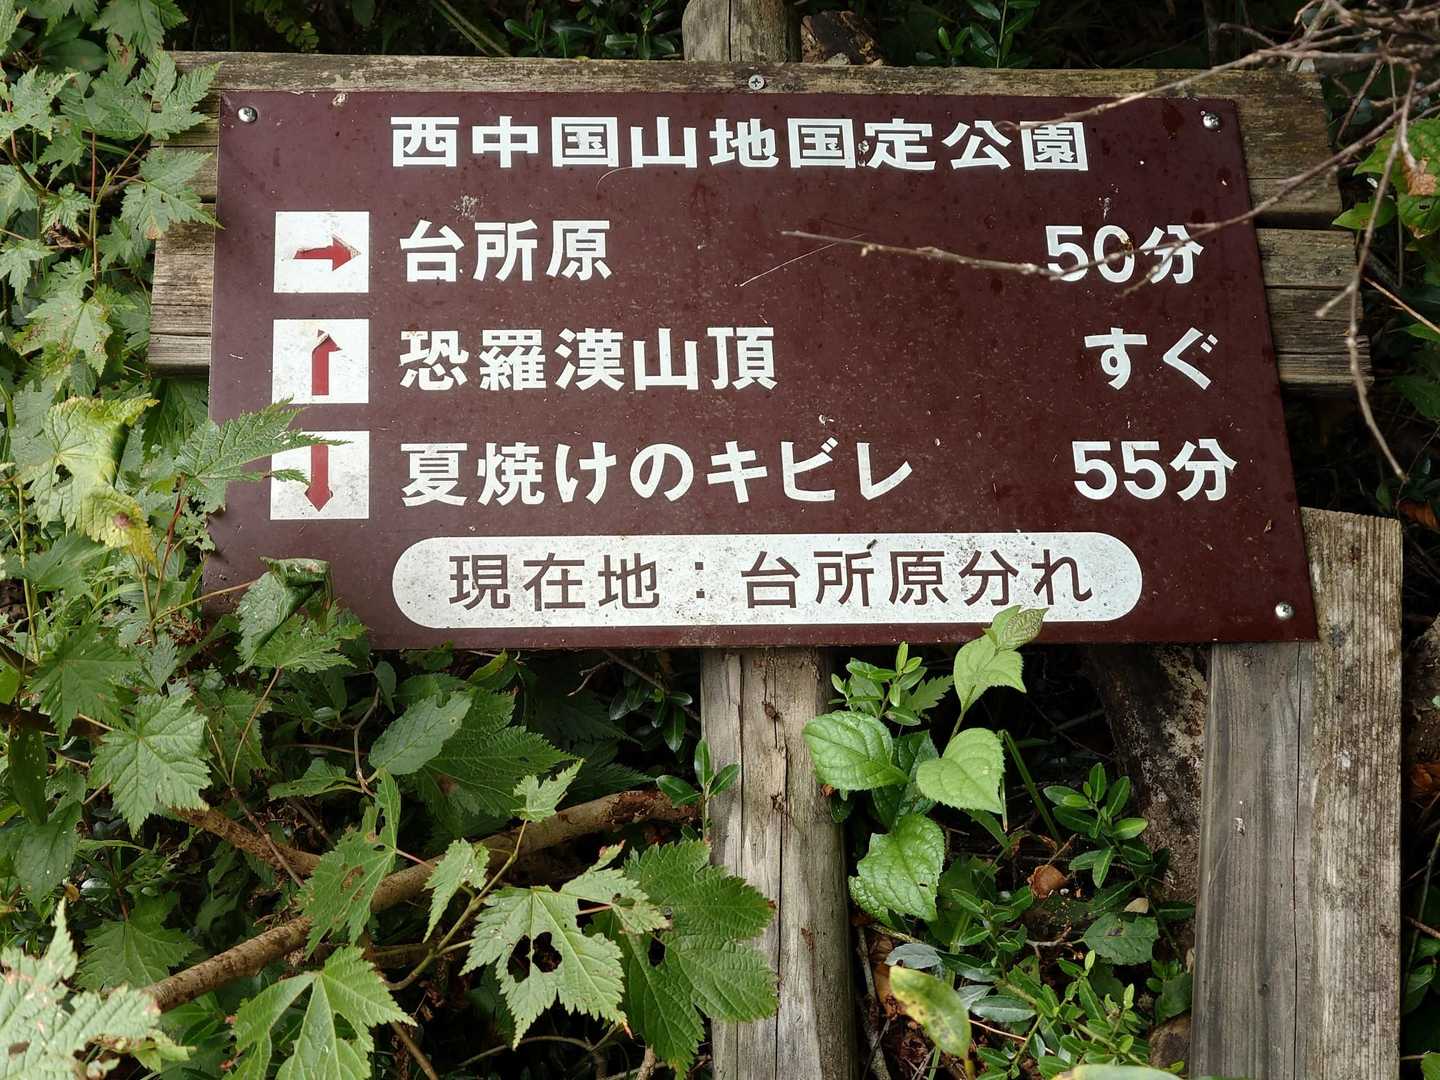 西中国山地国定公園
→ 台所原 50分
↑ 恐羅漢山頂 すぐ
↓ 夏焼けのキビレ 55分
現在地：台所原分れ